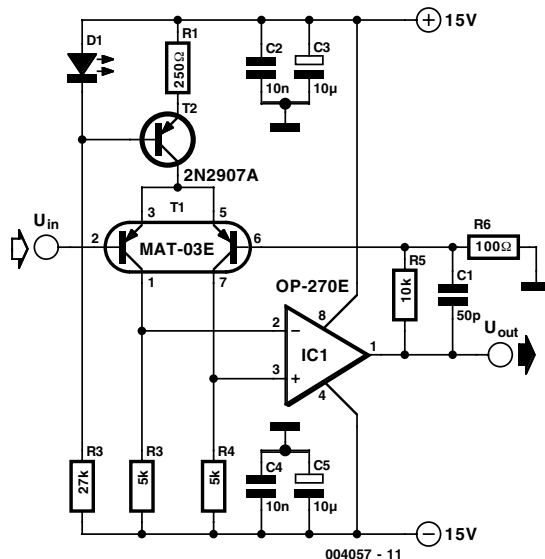 15V
D1
R1
250Ω
C2
10n
C3
10µ
T2
2N2907A
T1
3
5
U in
2
MAT-03E
6
1
7
R6
100Ω
R5
10k
C1
50p
OP-270E
8
2
IC1
1
3
4
U out
R3
27k
R3
5k
R4
5k
C4
10n
C5
10µ
15V
004057 - 11